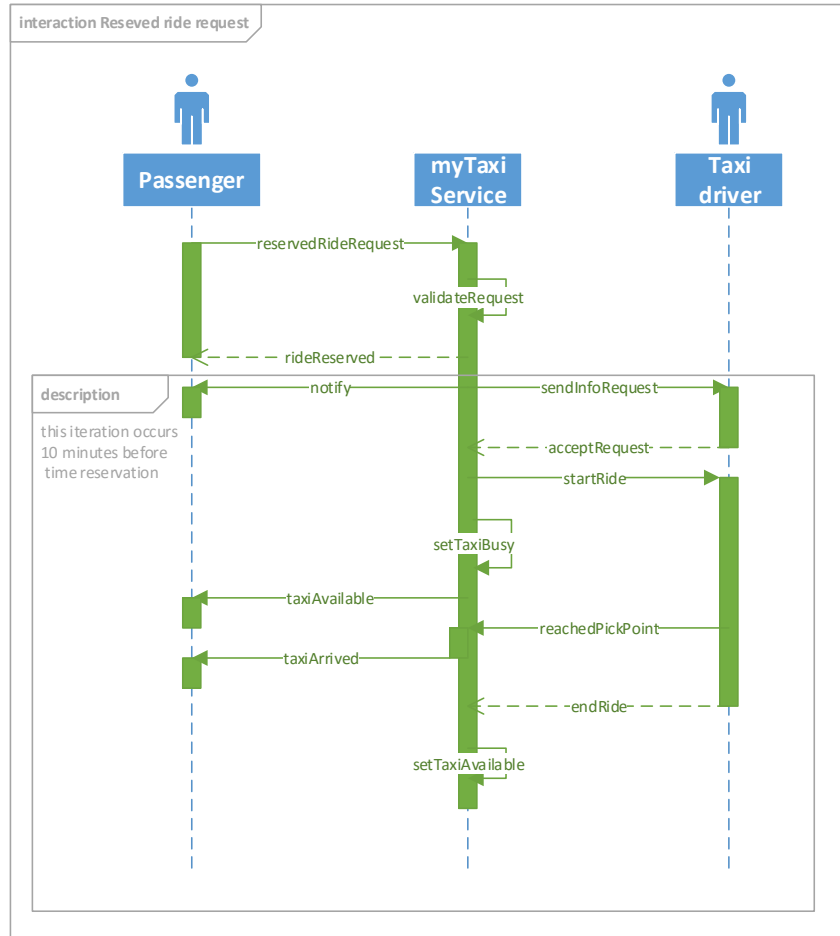 interaction Reseved ride request
Passenger
myTaxi
Service
Taxi
driver
reservedRideRequest
validateRequest
rideReserved
description
notify
sendInfoRequest
this iteration occurs
10 minutes before
time reservation
acceptRequest
startRide
setTaxiBusy
taxiAvailable
reachedPickPoint
taxiArrived
endRide
setTaxiAvailable